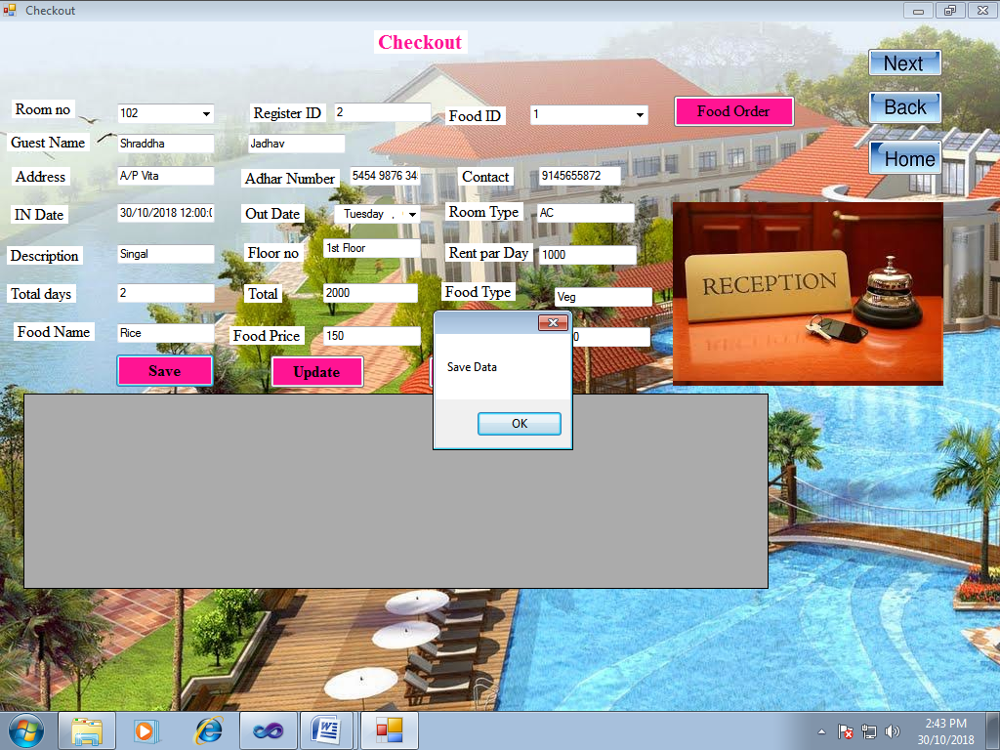 Checkout
Checkout
Next
Room no 102 Register ID 2 Food ID 1 Food Order Back
Guest Name Shraddha Jadhav
Home
Address A/P Vita Adhar Number 5454 9876 34 Contact 9145655872
IN Date 30/10/2018 12:00:0 Out Date Tuesday , Room Type AC
Description Singal Floor no 1st Floor Rent par Day 1000
RECEPTION
Total days 2 Total 2000 Food Type Veg
Food Name Rice Food Price 150 0
Save Update
Save Data
OK
2:43 PM
30/10/2018